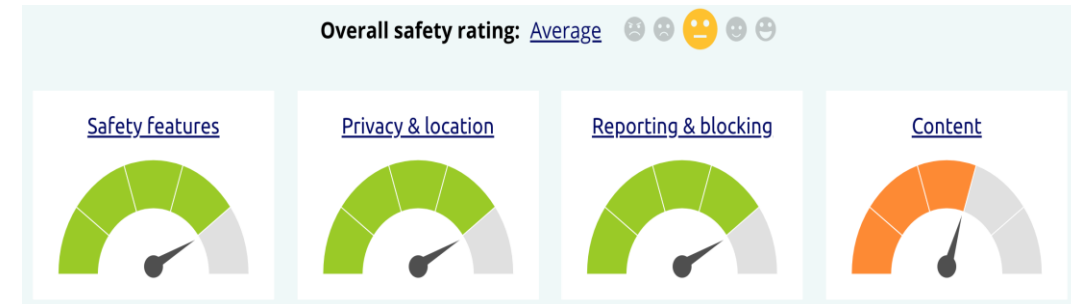 Overall safety rating: Average
Safety features
Privacy & location
Reporting & blocking
Content